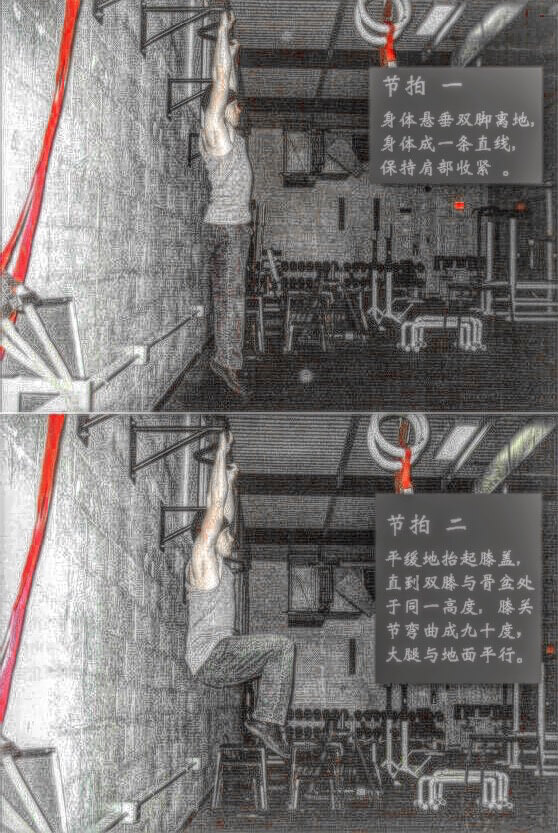 节拍 一
身体悬垂双脚离地，
身体成一条直线，
保持肩部收紧 。
节拍 二
平缓地抬起膝盖，
直到双膝与骨盆处
于同一高度， 膝关
节弯曲成九十度，
大腿与地面平行。